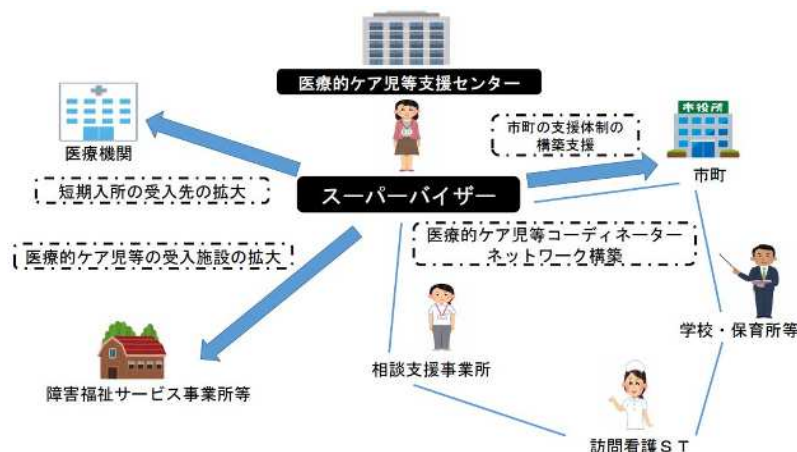 医療的ケア児等支援センター
市役所
医療機関
市町の支援体制の
構築支援
市町
短期入所の受入先の拡大
スーパーバイザー
医療的ケア児等の受入施設の拡大
医療的ケア児等コーディネーター
ネットワーク構築
学校・保育所等
相談支援事業所
障害福祉サービス事業所等
訪問看護ＳＴ